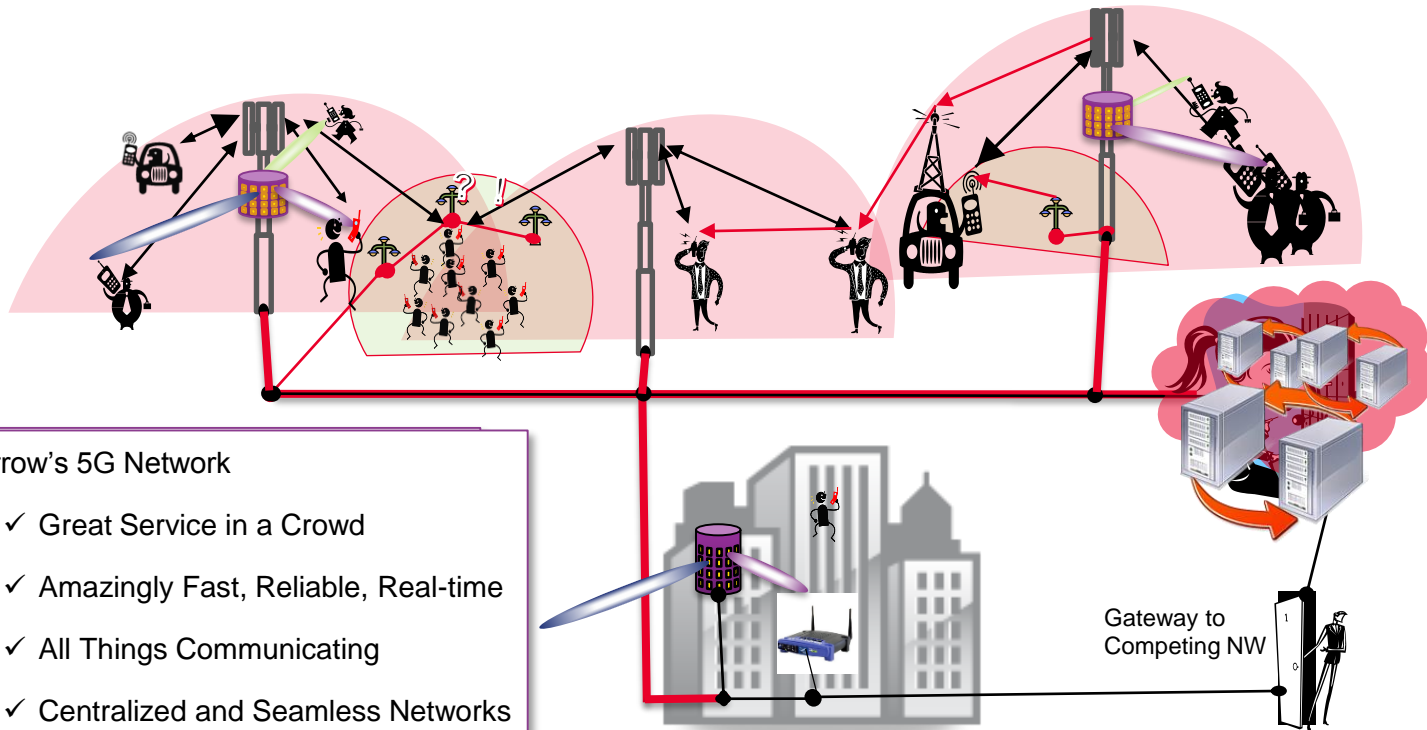 ? !
rrow's 5G Network
✓ Great Service in a Crowd
✓ Amazingly Fast, Reliable, Real-time
✓ All Things Communicating
✓ Centralized and Seamless Networks
Gateway to
Competing NW
1